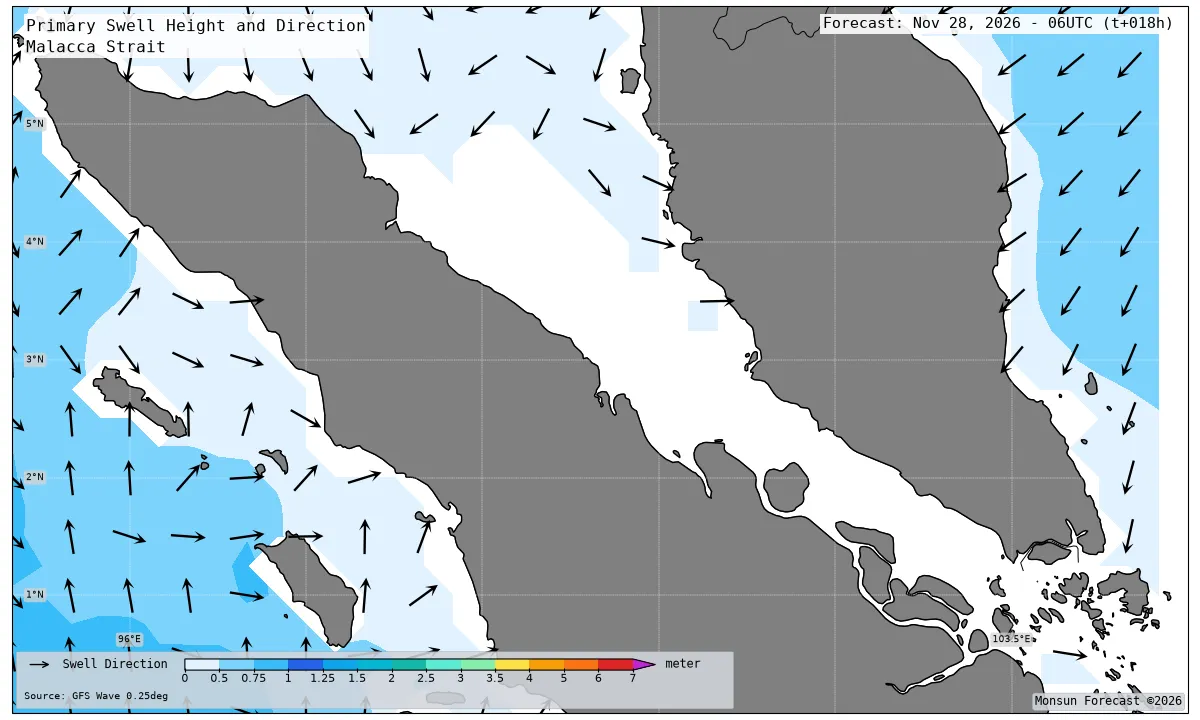 Primary Swell Height and Direction
Malacca Strait
Forecast: Nov 28, 2026 - 06UTC (t+018h)
5°N
4°N
3°N
2°N
1°N
96°E
103.5°E
Swell Direction
0 0.5 0.75 1 1.25 1.5 2 2.5 3 3.5 4 5 6 7
meter
Source: GFS Wave 0.25deg
Monsun Forecast ©2026